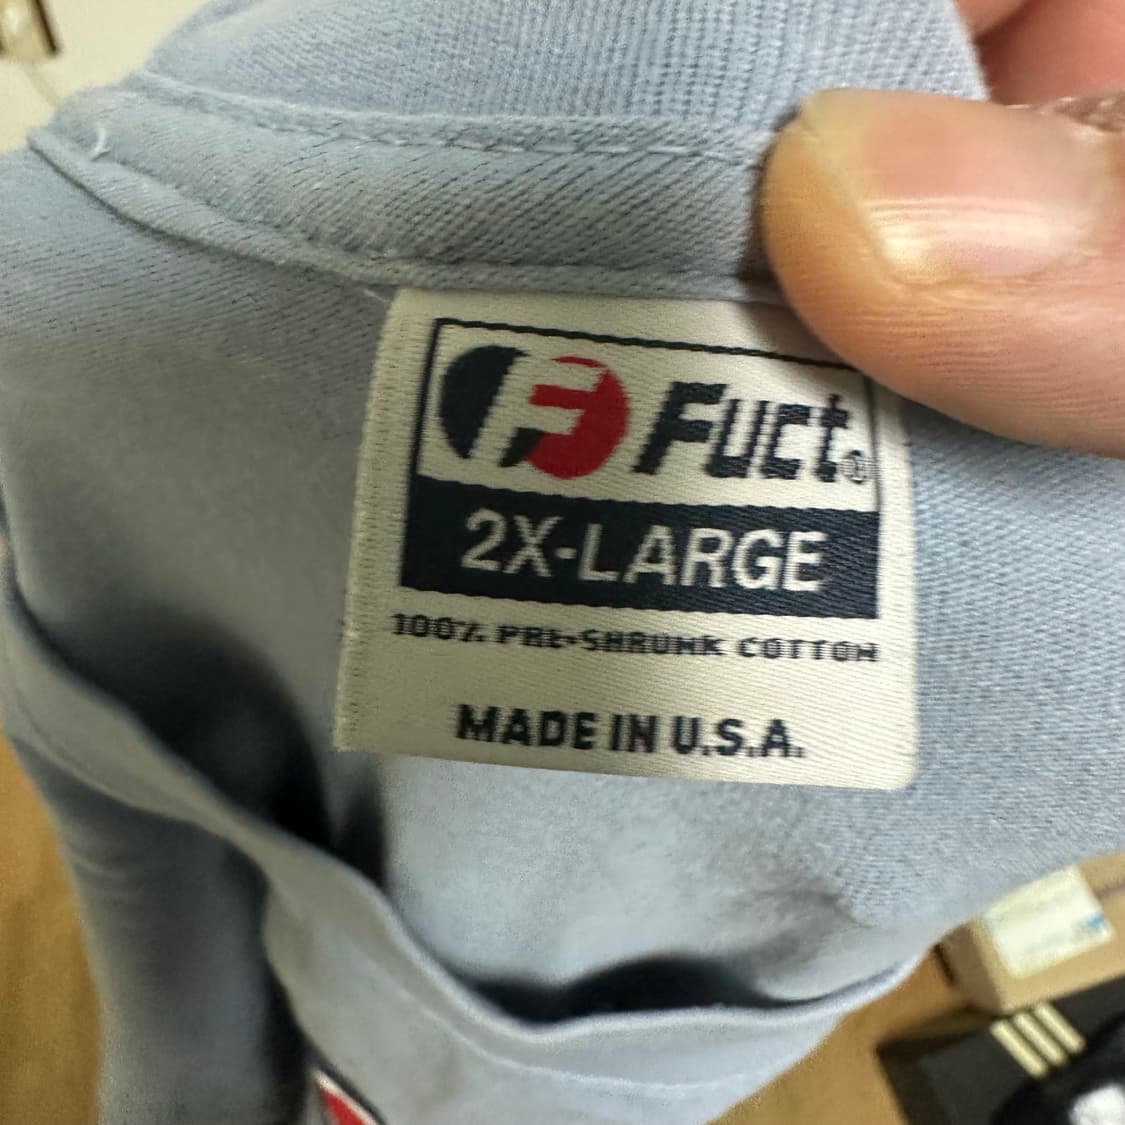 F Fuct®
2X-LARGE
100% PRE-SHRUNK COTTON
MADE IN U.S.A.